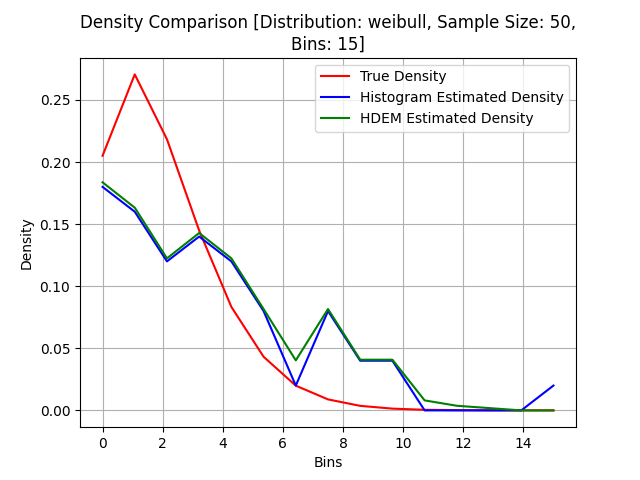 Density Comparison [Distribution: weibull, Sample Size: 50,
Bins: 15]
True Density
Histogram Estimated Density
HDEM Estimated Density
Density
0.25
0.20
0.15
0.10
0.05
0.00
0 2 4 6 8 10 12 14
Bins